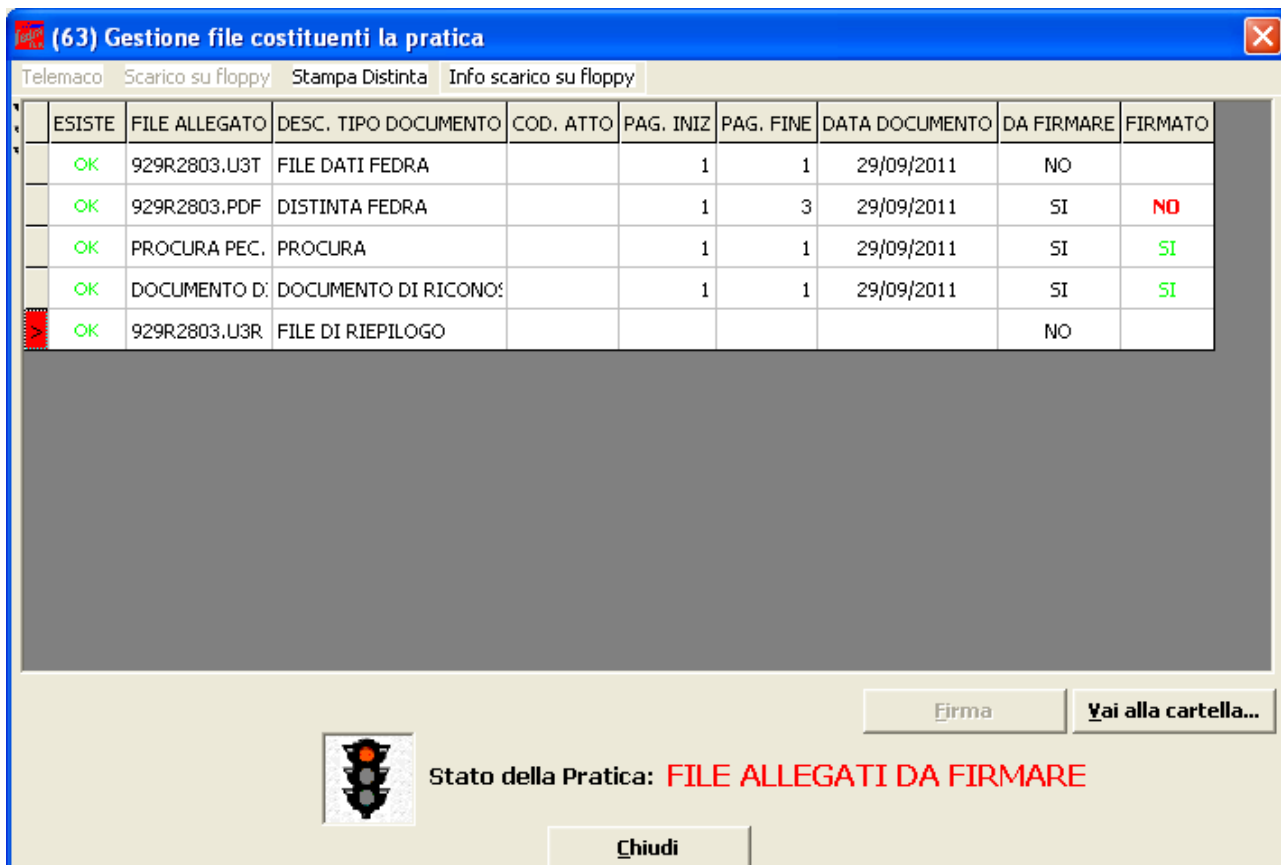 (63) Gestione file costituenti la pratica
Telemaco Scarico su floppy Stampa Distinta Info scarico su floppy
ESISTE FILE ALLEGATO DESC. TIPO DOCUMENTO COD. ATTO PAG. INIZ PAG. FINE DATA DOCUMENTO DA FIRMARE FIRMATO
OK 929R2803.U3T FILE DATI FEDRA 1 1 29/09/2011 NO
OK 929R2803.PDF DISTINTA FEDRA 1 3 29/09/2011 SI NO
OK PROCURA PEC. PROCURA 1 1 29/09/2011 SI SI
OK DOCUMENTO D DOCUMENTO DI RICONOS 1 1 29/09/2011 SI SI
> OK 929R2803.U3R FILE DI RIEPILOGO NO
Firma Vai alla cartella...
Stato della Pratica: FILE ALLEGATI DA FIRMARE
Chiudi